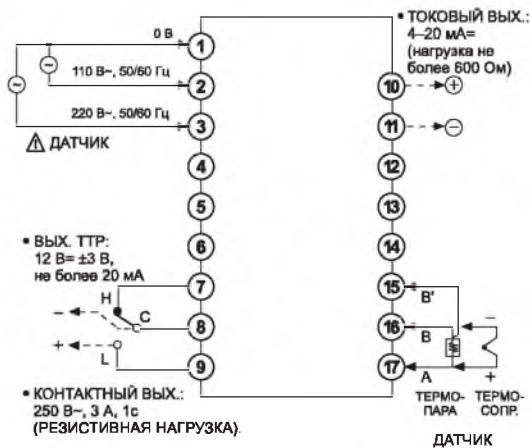 0 В
110 В~, 50/60 Гц
220 В~, 50/60 Гц
⚠ ДАТЧИК
1
2
3
4
5
6
7
8
9
• ВЫХ. ТТР:
12 В= ±3 В,
не более 20 мА
H
C
L
–
+
• КОНТАКТНЫЙ ВЫХ.:
250 В~, 3 А, 1с
(РЕЗИСТИВНАЯ НАГРУЗКА).
• ТОКОВЫЙ ВЫХ.:
4–20 мА=
(нагрузка не
более 600 Ом)
10
+
11
–
12
13
14
15
16
17
B'
B
A
–
+
ТЕРМО-
ПАРА
ТЕРМО-
СОПР.
ДАТЧИК